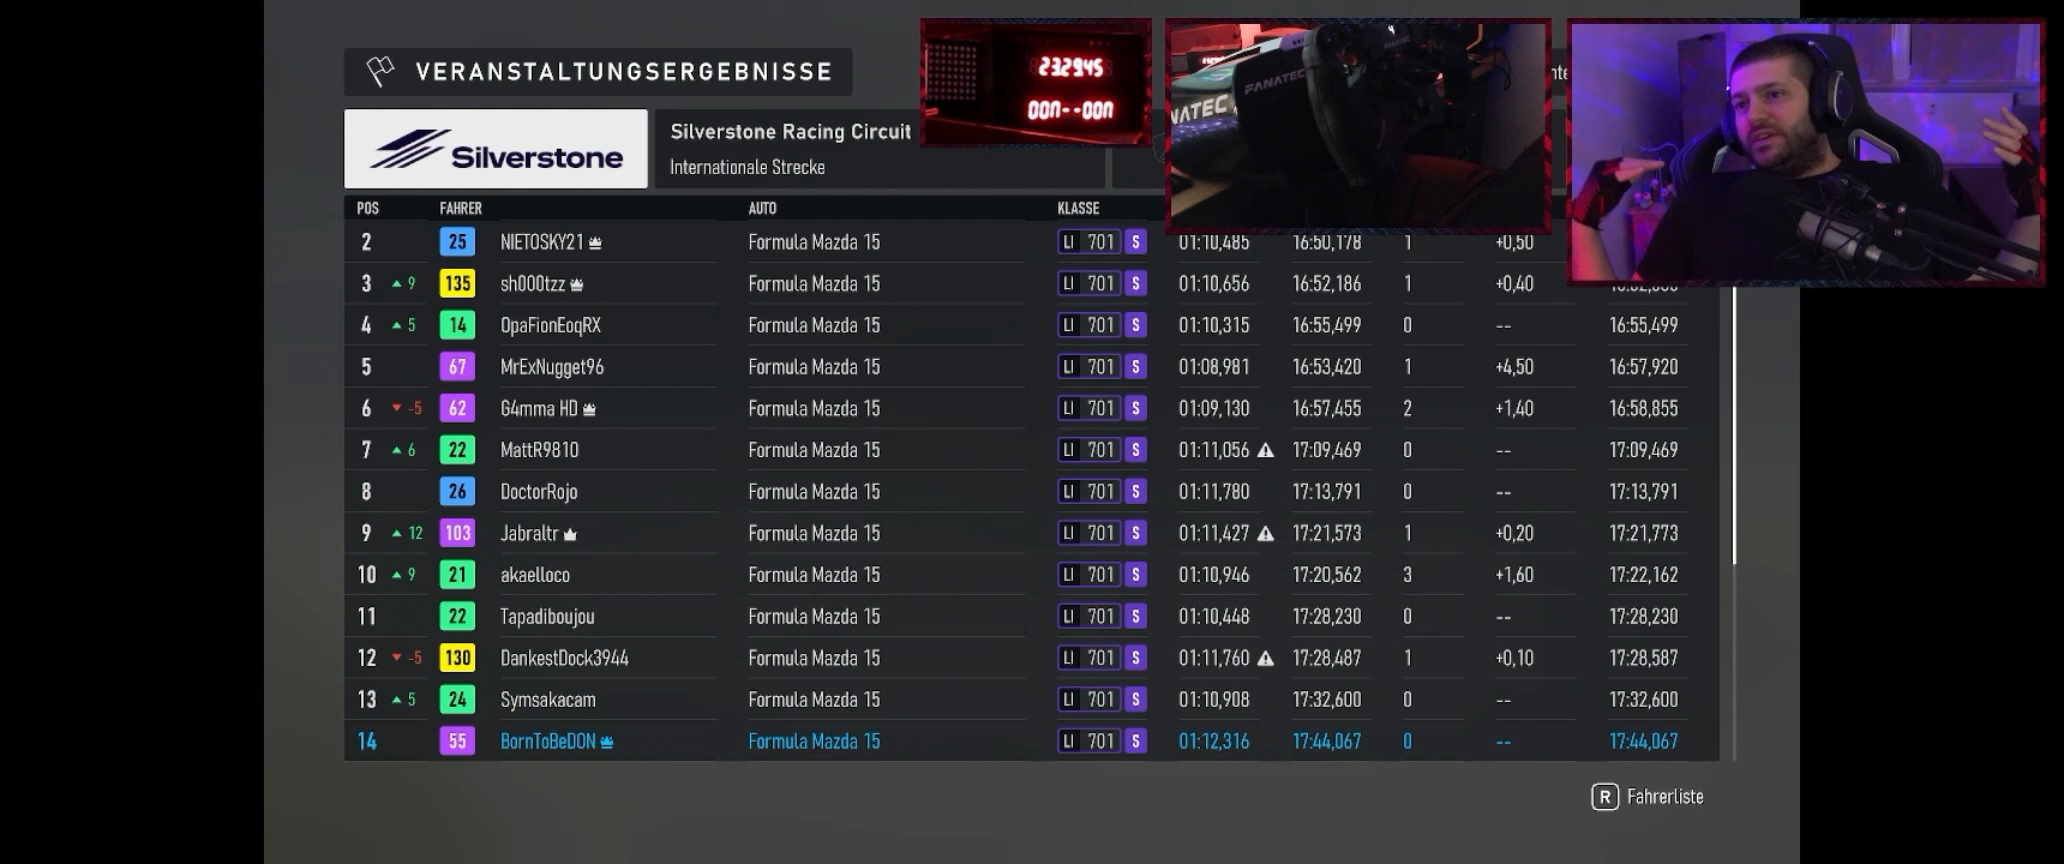 VERANSTALTUNGSERGEBNISSE
232945
000--000
FANATEC
NATEC
Silverstone
Silverstone Racing Circuit
Internationale Strecke
POS FAHRER AUTO KLASSE
2 25 NIETOSKY21 Formula Mazda 15 LI 701 S 01:10,485 16:50,178 1 +0,50
3 9 135 sh000tzz Formula Mazda 15 LI 701 S 01:10,656 16:52,186 1 +0,40
4 5 14 OpaFionEoqRX Formula Mazda 15 LI 701 S 01:10,315 16:55,499 0 -- 16:55,499
5 67 MrExNugget96 Formula Mazda 15 LI 701 S 01:08,981 16:53,420 1 +4,50 16:57,920
6 -5 62 G4mma HD Formula Mazda 15 LI 701 S 01:09,130 16:57,455 2 +1,40 16:58,855
7 6 22 MattR9810 Formula Mazda 15 LI 701 S 01:11,056 17:09,469 0 -- 17:09,469
8 26 DoctorRojo Formula Mazda 15 LI 701 S 01:11,780 17:13,791 0 -- 17:13,791
9 12 103 Jabraltr Formula Mazda 15 LI 701 S 01:11,427 17:21,573 1 +0,20 17:21,773
10 9 21 akaelloco Formula Mazda 15 LI 701 S 01:10,946 17:20,562 3 +1,60 17:22,162
11 22 Tapadiboujou Formula Mazda 15 LI 701 S 01:10,448 17:28,230 0 -- 17:28,230
12 -5 130 DankestDock3944 Formula Mazda 15 LI 701 S 01:11,760 17:28,487 1 +0,10 17:28,587
13 5 24 Symsakacam Formula Mazda 15 LI 701 S 01:10,908 17:32,600 0 -- 17:32,600
14 55 BornToBeDON Formula Mazda 15 LI 701 S 01:12,316 17:44,067 0 -- 17:44,067
R Fahrerliste